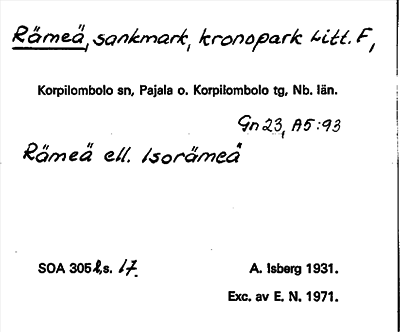 Rämeä, sankmark, kronopark Litt. F,
Korpilombolo sn, Pajala o. Korpilombolo tg, Nb. län.
Gn 23, A5:93
Rämeä ell. Isorämeä
SOA 305 s. 17.
A. Isberg 1931.
Exc. av E. N. 1971.